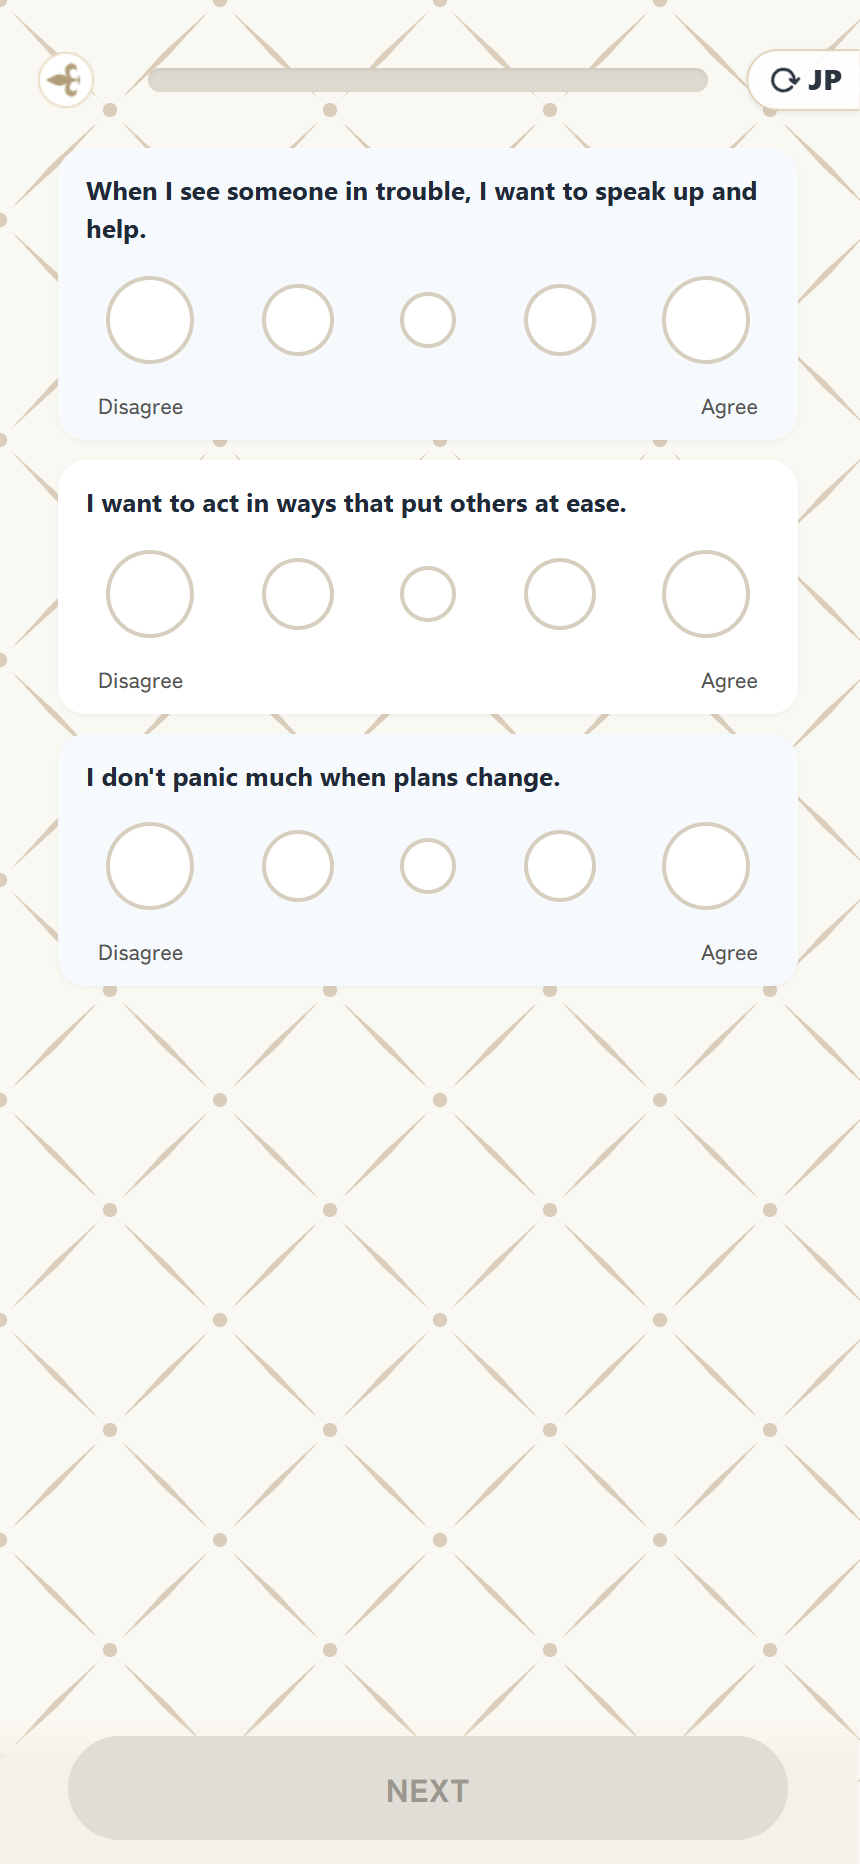 JP
When I see someone in trouble, I want to speak up and
help.
Disagree
Agree
I want to act in ways that put others at ease.
Disagree
Agree
I don't panic much when plans change.
Disagree
Agree
NEXT